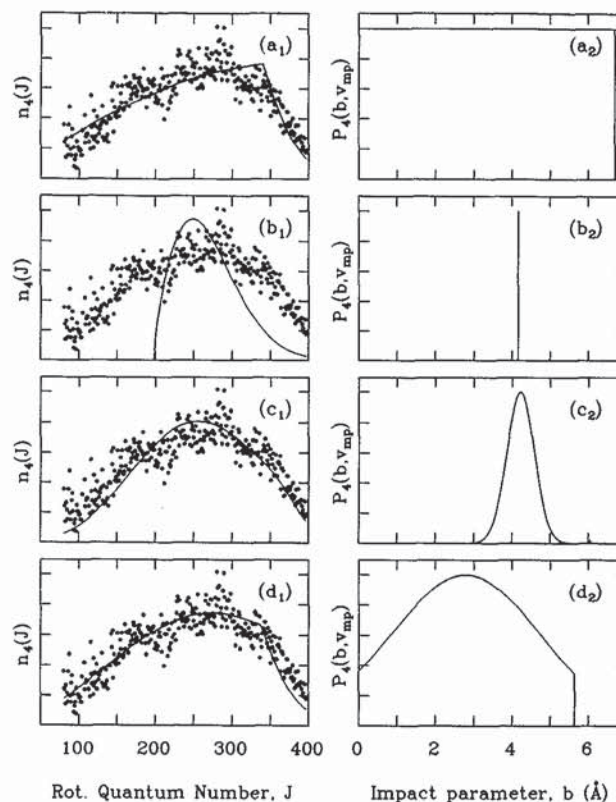 n₄(J)
(a₁)
P₄(b,vₘₚ)
(a₂)
n₄(J)
(b₁)
P₄(b,vₘₚ)
(b₂)
n₄(J)
(c₁)
P₄(b,vₘₚ)
(c₂)
n₄(J)
(d₁)
P₄(b,vₘₚ)
(d₂)
100 200 300 400
0 2 4 6
Rot. Quantum Number, J
Impact parameter, b (Å)